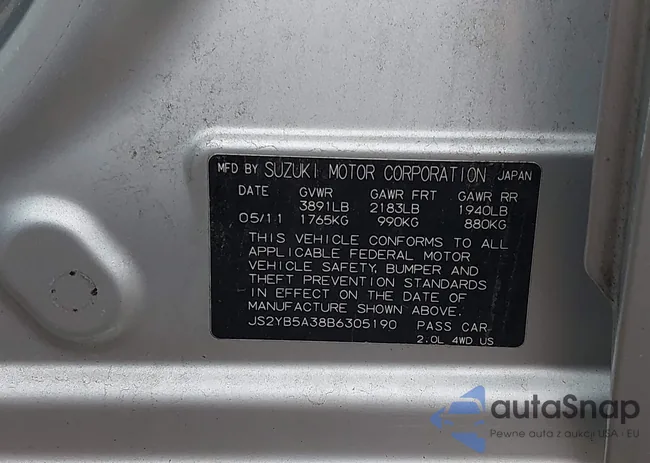 MFD BY SUZUKI MOTOR CORPORATION JAPAN
DATE GVWR GAWR FRT GAWR RR
3891LB 2183LB 1940LB
05/11 1765KG 990KG 880KG
THIS VEHICLE CONFORMS TO ALL
APPLICABLE FEDERAL MOTOR
VEHICLE SAFETY, BUMPER AND
THEFT PREVENTION STANDARDS
IN EFFECT ON THE DATE OF
MANUFACTURE SHOWN ABOVE.
JS2YB5A38B6305190 PASS CAR
2.0L 4WD US
autaSnap
Pewne auta z aukcji USA - EU